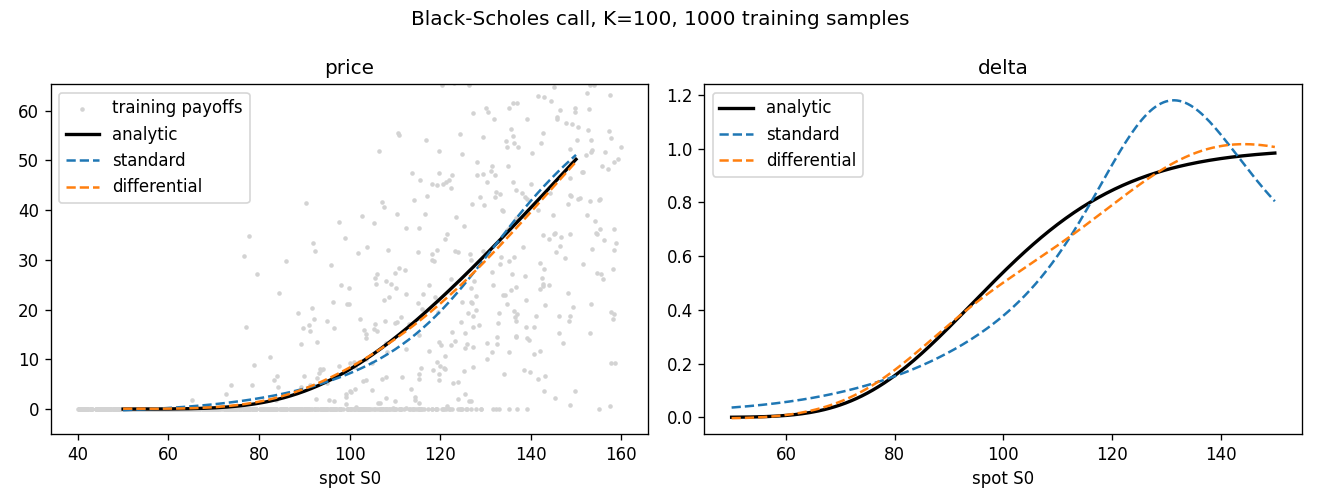 Black-Scholes call, K=100, 1000 training samples
price
training payoffs
analytic
standard
differential
60
50
40
30
20
10
0
40 60 80 100 120 140 160
spot S0
delta
analytic
standard
differential
1.2
1.0
0.8
0.6
0.4
0.2
0.0
60 80 100 120 140
spot S0